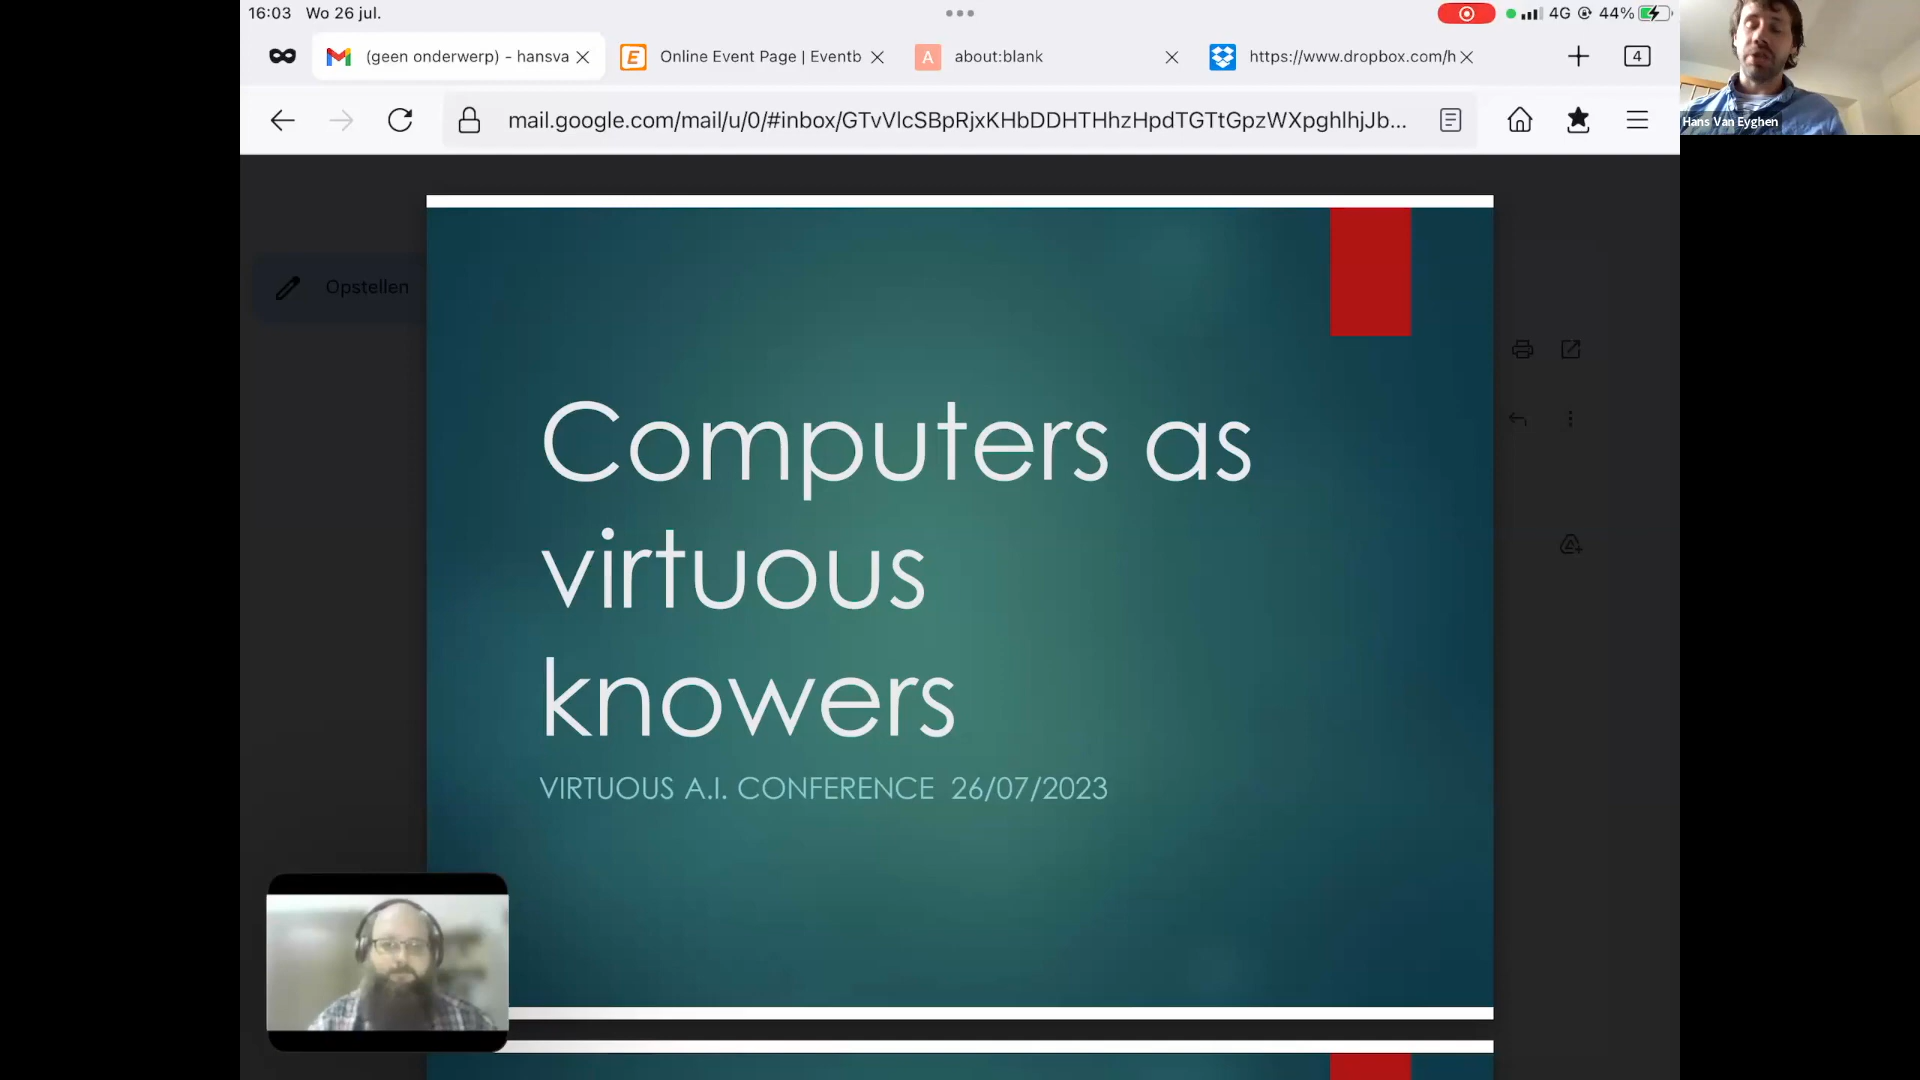 16:03 Wo 26 jul.
4G 44%
(geen onderwerp) - hansva
Online Event Page | Eventb
A about:blank
https://www.dropbox.com/h
4
mail.google.com/mail/u/0/#inbox/GTvVlcSBpRjxKHbDDHTHhzHpdTGTtGpzWXpghlhjJb...
Hans Van Eyghen
Opstellen
Computers as
virtuous
knowers
VIRTUOUS A.I. CONFERENCE 26/07/2023